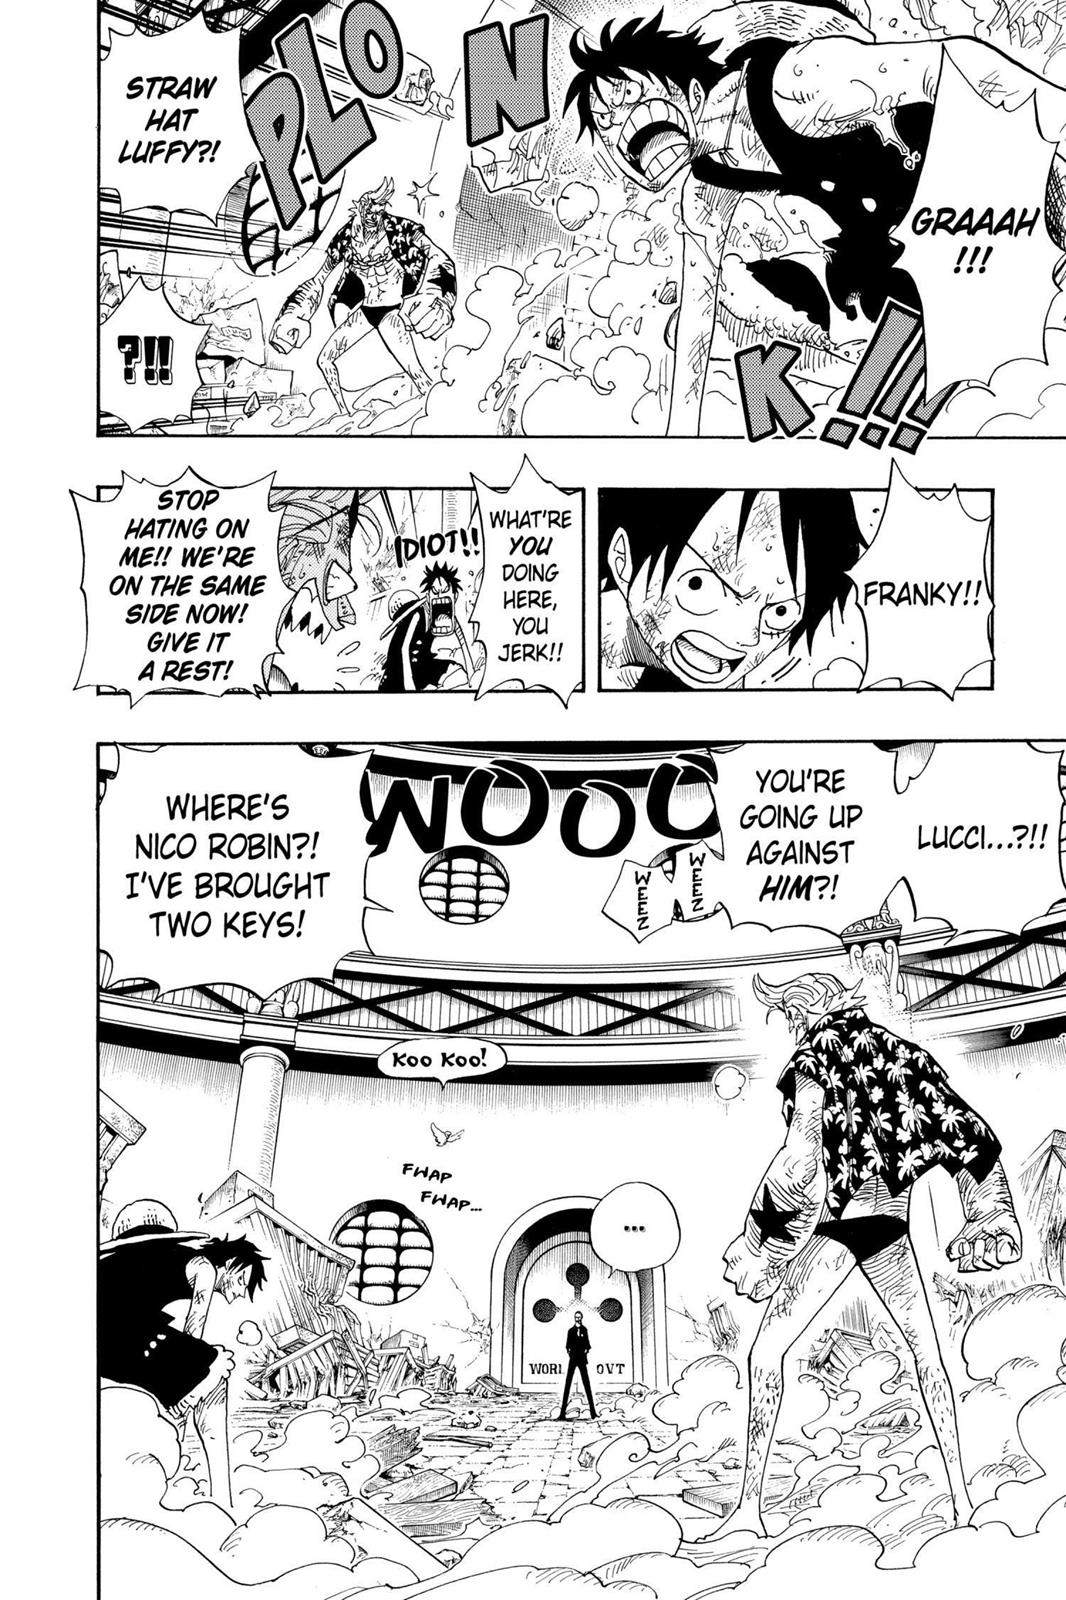 GRAAAH
!!!
PLONK!!!
STRAW
HAT
LUFFY?!
?!!
FRANKY!!
WHAT'RE
YOU
DOING
HERE,
YOU
JERK!!
IDIOT!!
STOP
HATING ON
ME!! WE'RE
ON THE SAME
SIDE NOW!
GIVE IT
A REST!
LUCCI...?!!
YOU'RE
GOING UP
AGAINST
HIM?!
WEEZ
WEEZ
WOOO
WHERE'S
NICO ROBIN?!
I'VE BROUGHT
TWO KEYS!
KOO KOO!
FWAP
FWAP...
...
WORL OVT